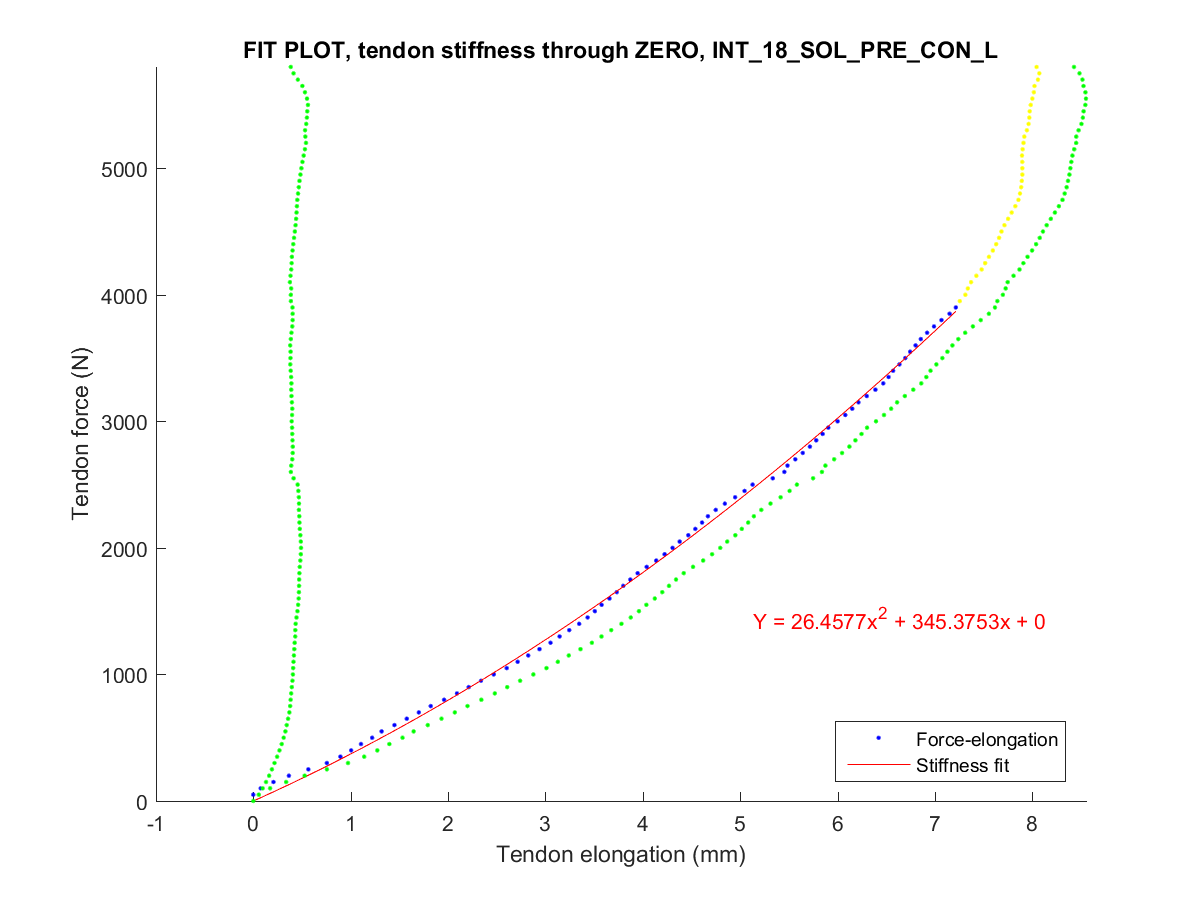 FIT PLOT, tendon stiffness through ZERO, INT_18_SOL_PRE_CON_L
5000
4000
3000
2000
1000
0
Tendon force (N)
Y = 26.4577x² + 345.3753x + 0
Force-elongation
Stiffness fit
-1 0 1 2 3 4 5 6 7 8
Tendon elongation (mm)